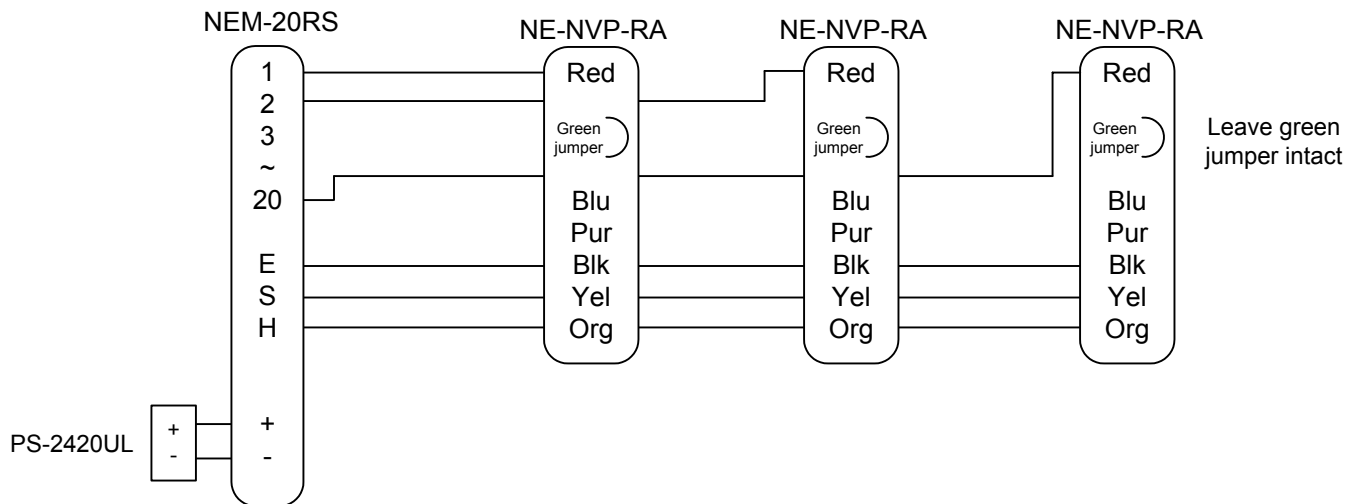 NEM-20RS
1
2
3
~
20
E
S
H
+
-
PS-2420UL
+
-
NE-NVP-RA
Red
Green
jumper
Blu
Pur
Blk
Yel
Org
NE-NVP-RA
Red
Green
jumper
Blu
Pur
Blk
Yel
Org
NE-NVP-RA
Red
Green
jumper
Blu
Pur
Blk
Yel
Org
Leave green
jumper intact